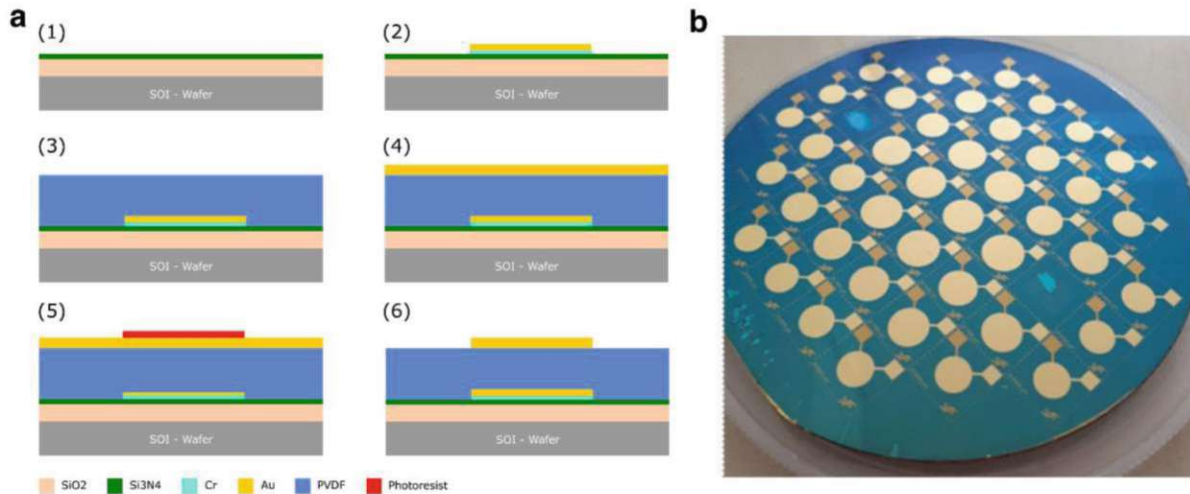 a
b
(1)
(2)
SOI - Wafer
SOI - Wafer
(3)
(4)
SOI - Wafer
SOI - Wafer
(5)
(6)
SOI - Wafer
SOI - Wafer
SiO2
Si3N4
Cr
Au
PVDF
Photoresist